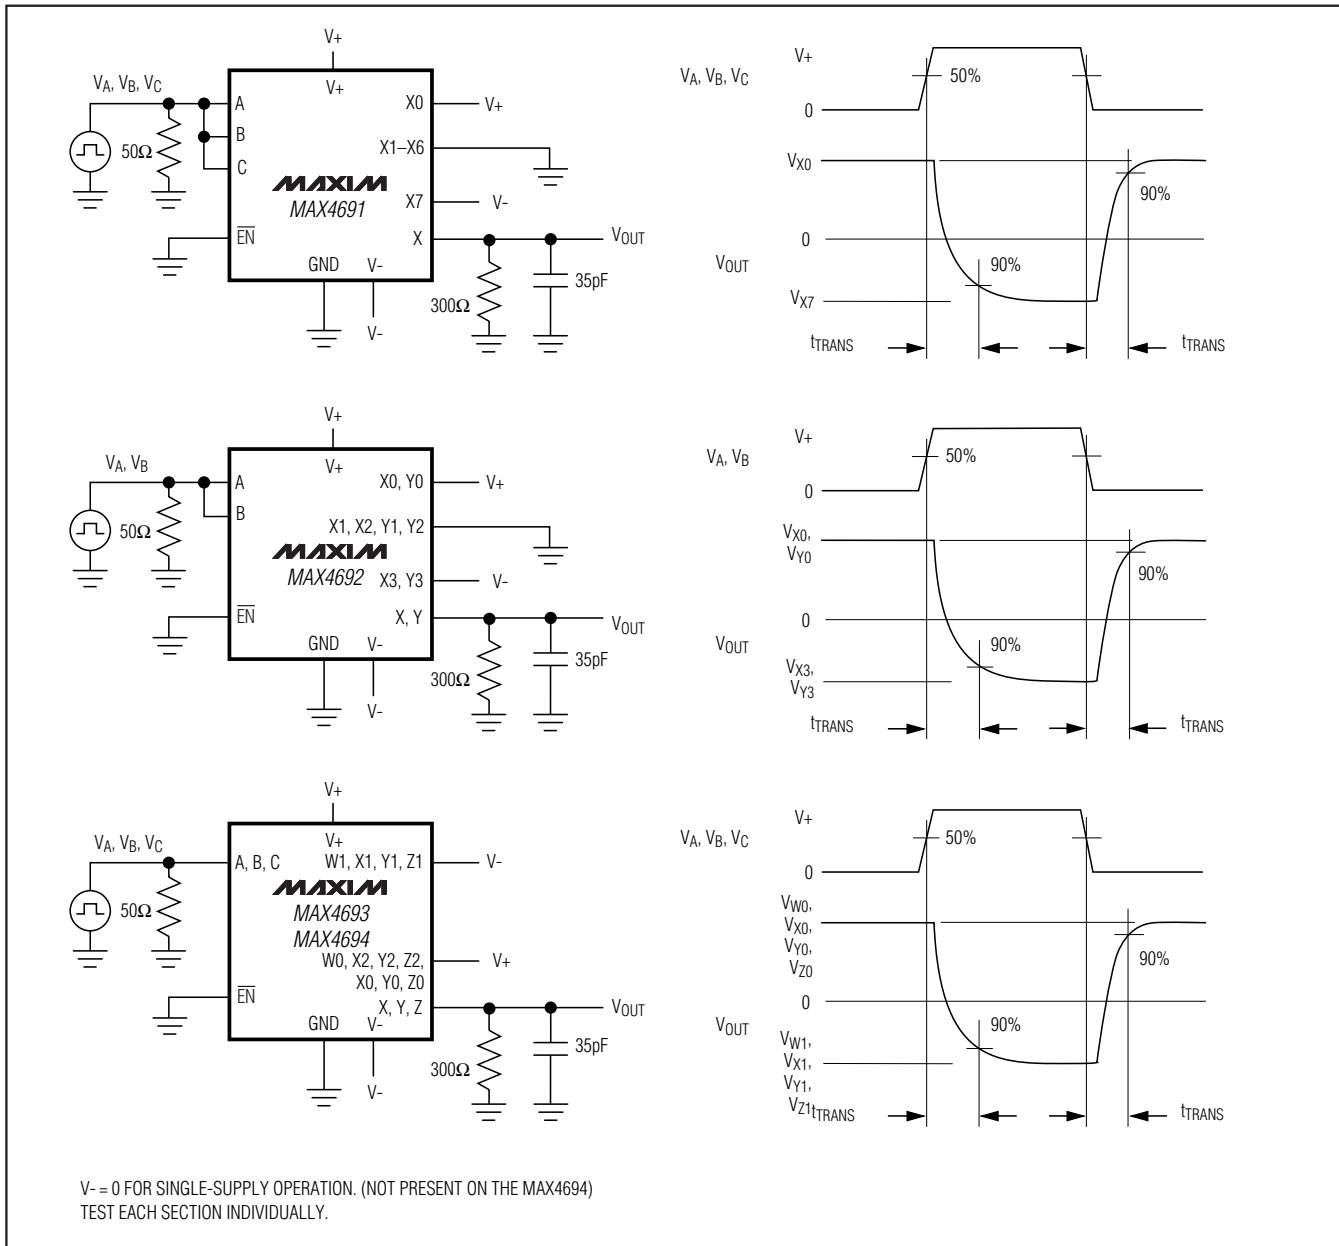 V+
V+
VA, VB, VC
A
X0
V+
B
50Ω
X1–X6
C
MAXIM
MAX4691
X7
V-
EN
X
VOUT
GND
V-
300Ω
35pF
V-
V+
VA, VB, VC
50%
0
VX0
90%
0
90%
VOUT
VX7
tTRANS
tTRANS
V+
V+
VA, VB
A
X0, Y0
V+
B
50Ω
X1, X2, Y1, Y2
MAXIM
MAX4692
X3, Y3
V-
EN
X, Y
VOUT
GND
V-
300Ω
35pF
V-
V+
VA, VB
50%
0
VX0,
VY0
90%
0
90%
VOUT
VX3,
VY3
tTRANS
tTRANS
V+
V+
VA, VB, VC
A, B, C
W1, X1, Y1, Z1
V-
50Ω
MAXIM
MAX4693
MAX4694
W0, X2, Y2, Z2,
V+
X0, Y0, Z0
EN
X, Y, Z
VOUT
GND
V-
300Ω
35pF
V-
V+
VA, VB, VC
50%
0
VW0,
VX0,
VY0,
VZ0
90%
0
90%
VOUT
VW1,
VX1,
VY1,
VZ1
tTRANS
tTRANS
V- = 0 FOR SINGLE-SUPPLY OPERATION. (NOT PRESENT ON THE MAX4694)
TEST EACH SECTION INDIVIDUALLY.